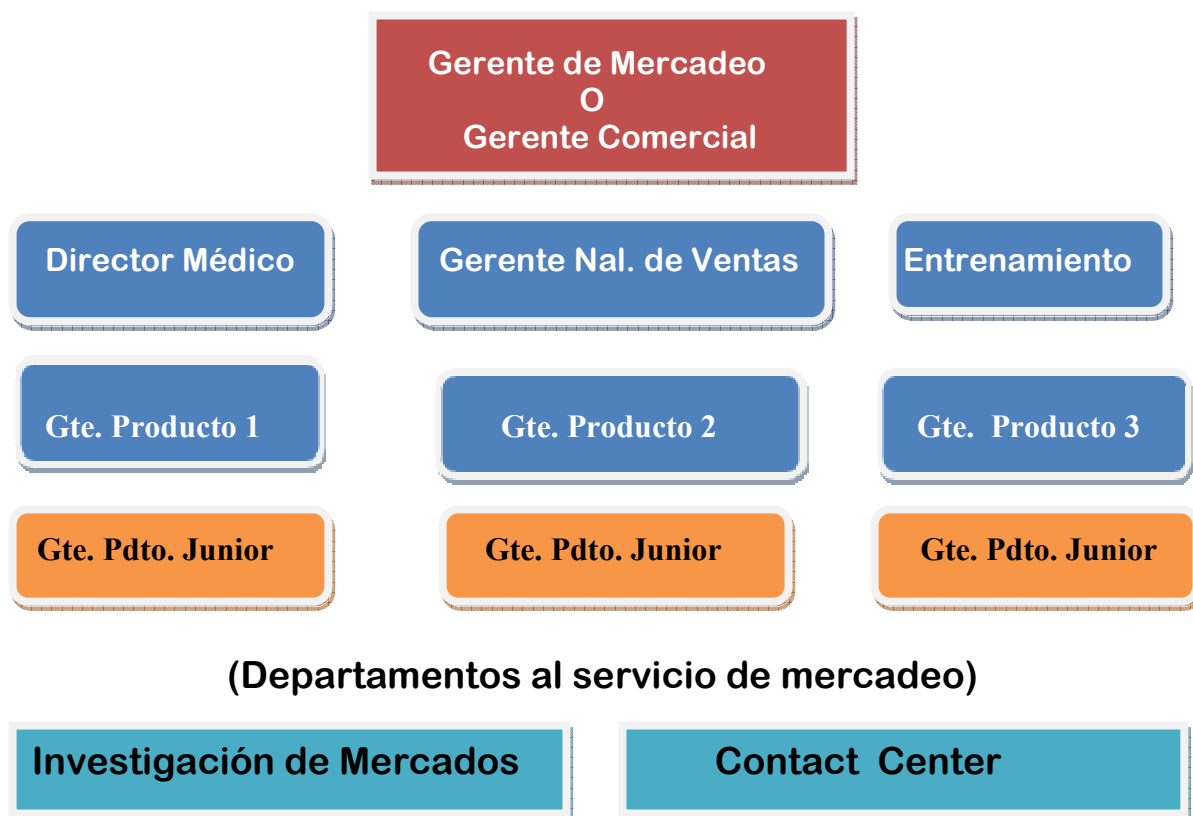 Gerente de Mercadeo
O
Gerente Comercial
Director Médico
Gerente Nal. de Ventas
Entrenamiento
Gte. Producto 1
Gte. Producto 2
Gte. Producto 3
Gte. Pdto. Junior
Gte. Pdto. Junior
Gte. Pdto. Junior
(Departamentos al servicio de mercadeo)
Investigación de Mercados
Contact Center